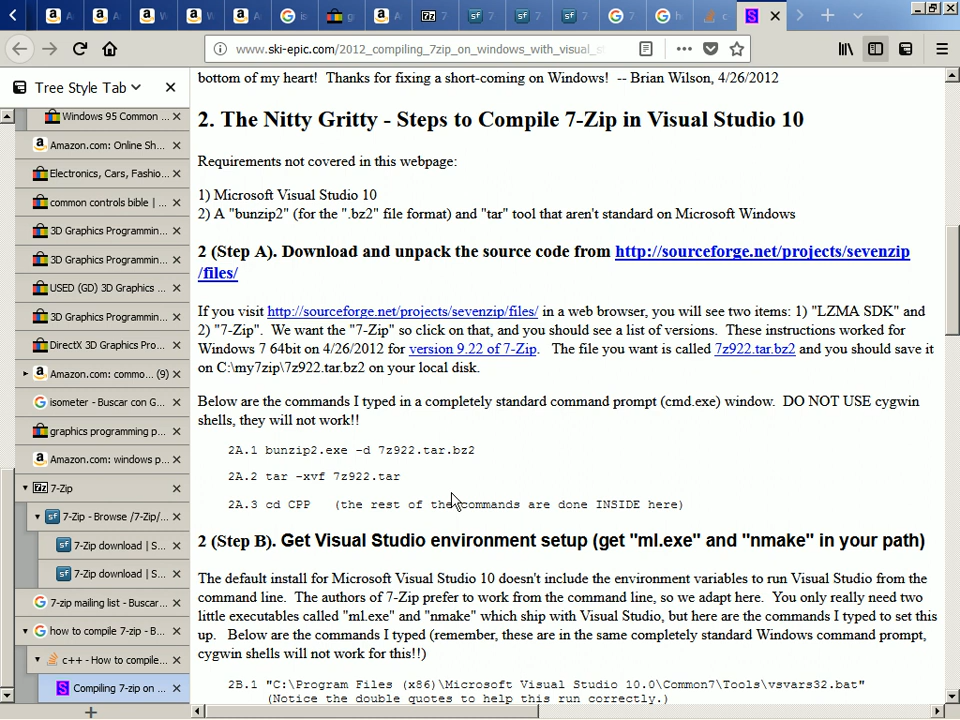 www.ski-epic.com/2012_compiling_7zip_on_windows_with_visual_s
Tree Style Tab
Windows 95 Common ...
Amazon.com: Online Sh...
Electronics, Cars, Fashio...
common controls bible | ...
3D Graphics Programmin...
3D Graphics Programmin...
USED (GD) 3D Graphics ...
3D Graphics Programmin...
DirectX 3D Graphics Pro...
Amazon.com: commo... (9)
isometer - Buscar con G...
graphics programming p...
Amazon.com: windows p...
7-Zip
7-Zip - Browse /7-Zip/...
7-Zip download | S...
7-Zip download | S...
7-zip mailing list - Buscar...
how to compile 7-zip - B...
c++ - How to compile...
Compiling 7-zip on ...
bottom of my heart!  Thanks for fixing a short-coming on Windows!  -- Brian Wilson, 4/26/2012
2. The Nitty Gritty - Steps to Compile 7-Zip in Visual Studio 10
Requirements not covered in this webpage:
1) Microsoft Visual Studio 10
2) A "bunzip2" (for the ".bz2" file format) and "tar" tool that aren't standard on Microsoft Windows
2 (Step A). Download and unpack the source code from http://sourceforge.net/projects/sevenzip
/files/
If you visit http://sourceforge.net/projects/sevenzip/files/ in a web browser, you will see two items: 1) "LZMA SDK" and
2) "7-Zip".  We want the "7-Zip" so click on that, and you should see a list of versions.  These instructions worked for
Windows 7 64bit on 4/26/2012 for version 9.22 of 7-Zip.   The file you want is called 7z922.tar.bz2 and you should save it
on C:\my7zip\7z922.tar.bz2 on your local disk.
Below are the commands I typed in a completely standard command prompt (cmd.exe) window.  DO NOT USE cygwin
shells, they will not work!!
2A.1 bunzip2.exe -d 7z922.tar.bz2
2A.2 tar -xvf 7z922.tar
2A.3 cd CPP   (the rest of the commands are done INSIDE here)
2 (Step B). Get Visual Studio environment setup (get "ml.exe" and "nmake" in your path)
The default install for Microsoft Visual Studio 10 doesn't include the environment variables to run Visual Studio from the
command line.  The authors of 7-Zip prefer to work from the command line, so we adapt here.  You only really need two
little executables called "ml.exe" and "nmake" which ship with Visual Studio, but here are the commands I typed to set this
up.   Below are the commands I typed (remember, these are in the same completely standard Windows command prompt,
cygwin shells will not work for this!!)
2B.1 "C:\Program Files (x86)\Microsoft Visual Studio 10.0\Common7\Tools\vsvars32.bat"
(Notice the double quotes to help this run correctly.)